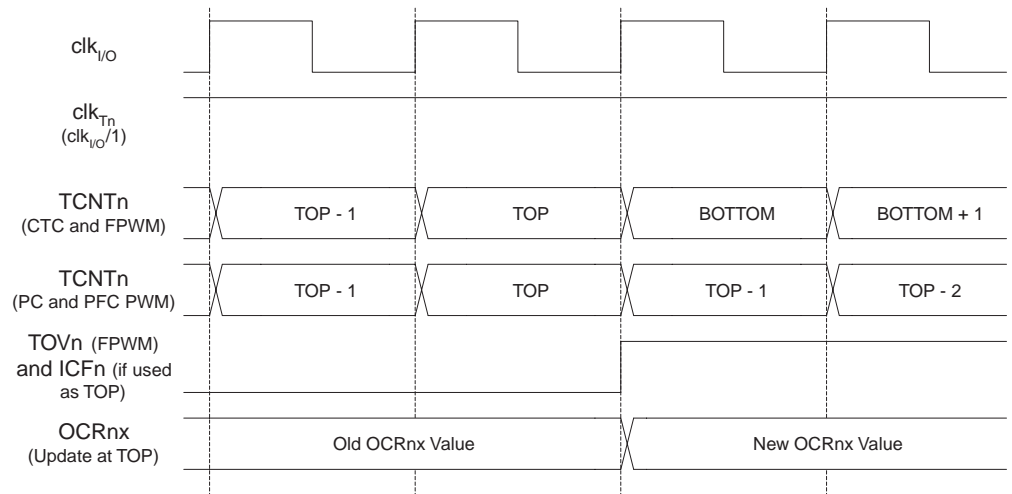 clkI/O
clkTn
(clkI/O/1)
TCNTn
(CTC and FPWM)
TOP - 1 TOP BOTTOM BOTTOM + 1
TCNTn
(PC and PFC PWM)
TOP - 1 TOP TOP - 1 TOP - 2
TOVn (FPWM)
and ICFn (if used
as TOP)
OCRnx
(Update at TOP)
Old OCRnx Value New OCRnx Value